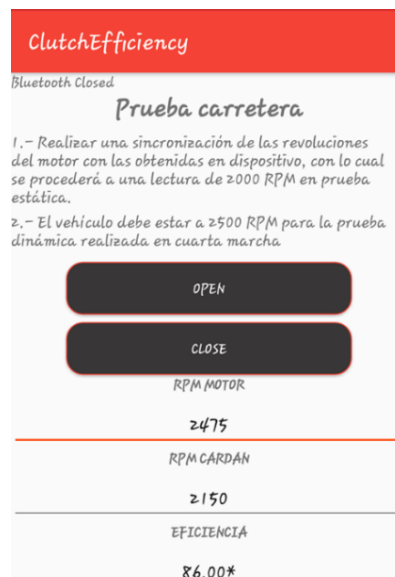 ClutchEfficiency
Bluetooth Closed
Prueba carretera
1.- Realizar una sincronización de las revoluciones
del motor con las obtenidas en dispositivo, con lo cual
se procederá a una lectura de 2000 RPM en prueba
estática.
2.- El vehículo debe estar a 2500 RPM para la prueba
dinámica realizada en cuarta marcha
OPEN
CLOSE
RPM MOTOR
2475
RPM CARDAN
2150
EFICIENCIA
86.00*